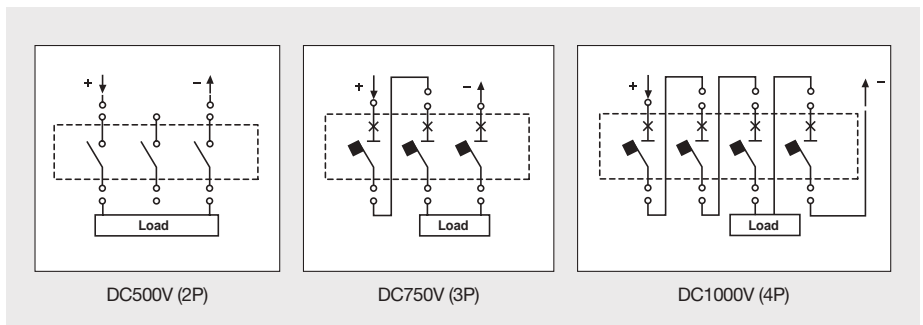 + −
Load
DC500V (2P)
+ −
Load
DC750V (3P)
+ −
Load
DC1000V (4P)